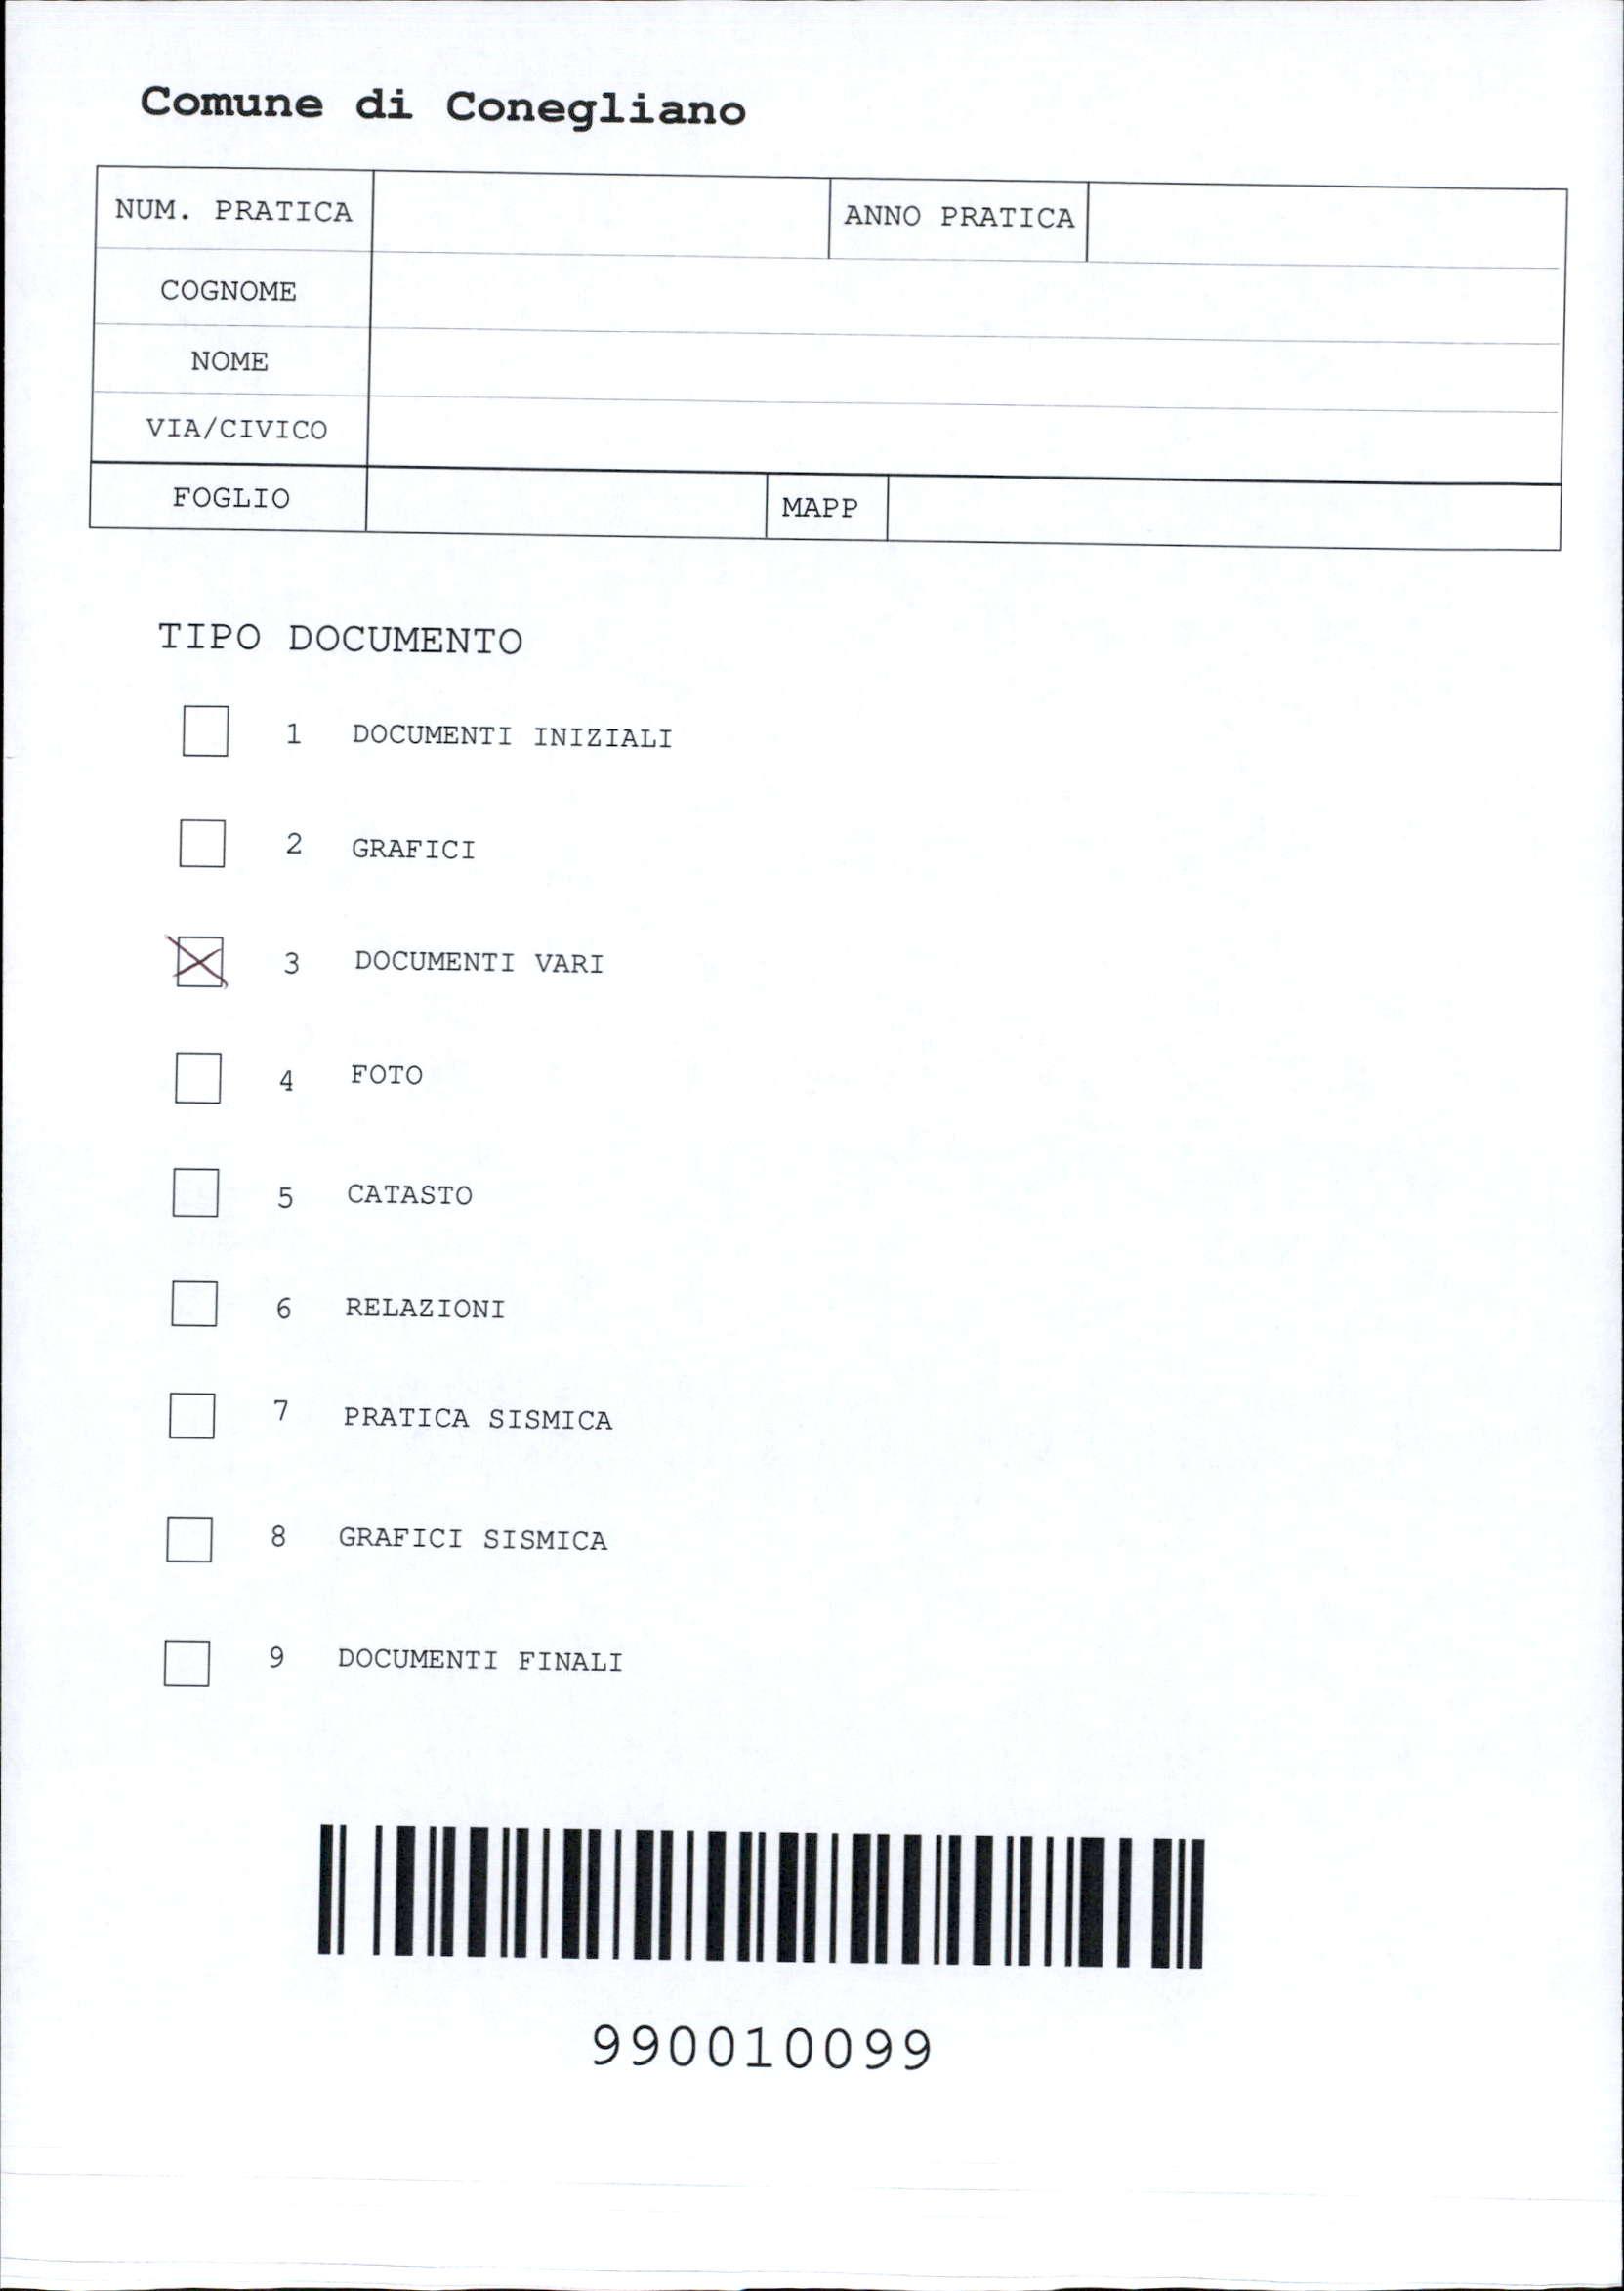 Comune di Conegliano
NUM. PRATICA ANNO PRATICA
COGNOME
NOME
VIA/CIVICO
FOGLIO MAPP
TIPO DOCUMENTO
1 DOCUMENTI INIZIALI
2 GRAFICI
3 DOCUMENTI VARI
4 FOTO
5 CATASTO
6 RELAZIONI
7 PRATICA SISMICA
8 GRAFICI SISMICA
9 DOCUMENTI FINALI
990010099